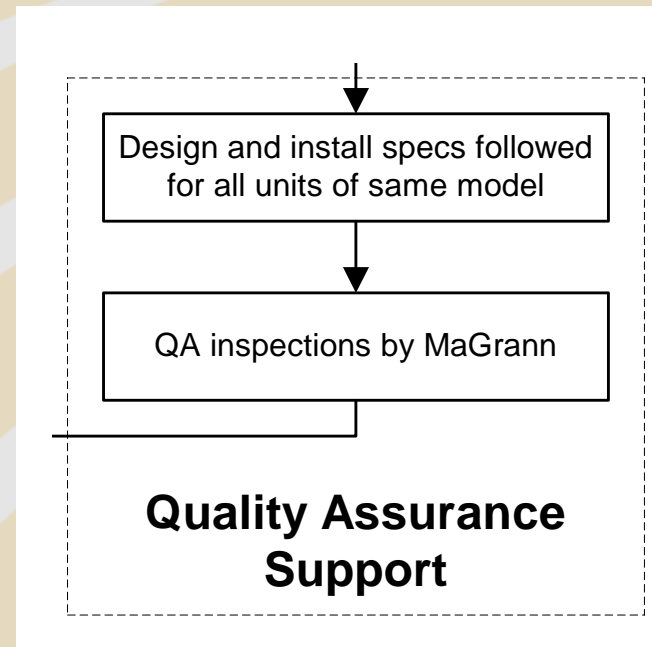 Design and install specs followed
for all units of same model
QA inspections by MaGrann
Quality Assurance
Support